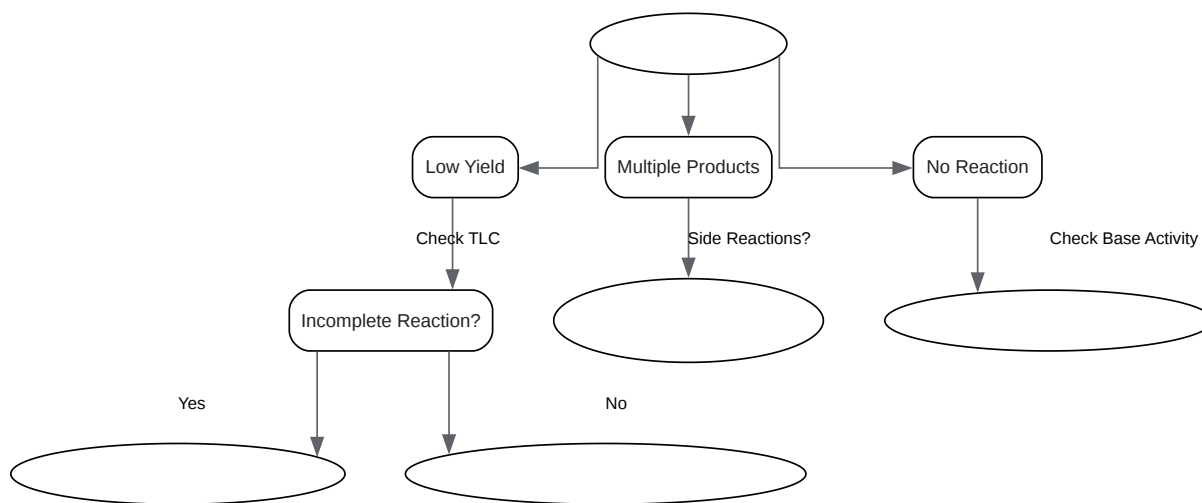 Low Yield
Multiple Products
No Reaction
Check TLC
Side Reactions?
Check Base Activity
Incomplete Reaction?
Yes
No